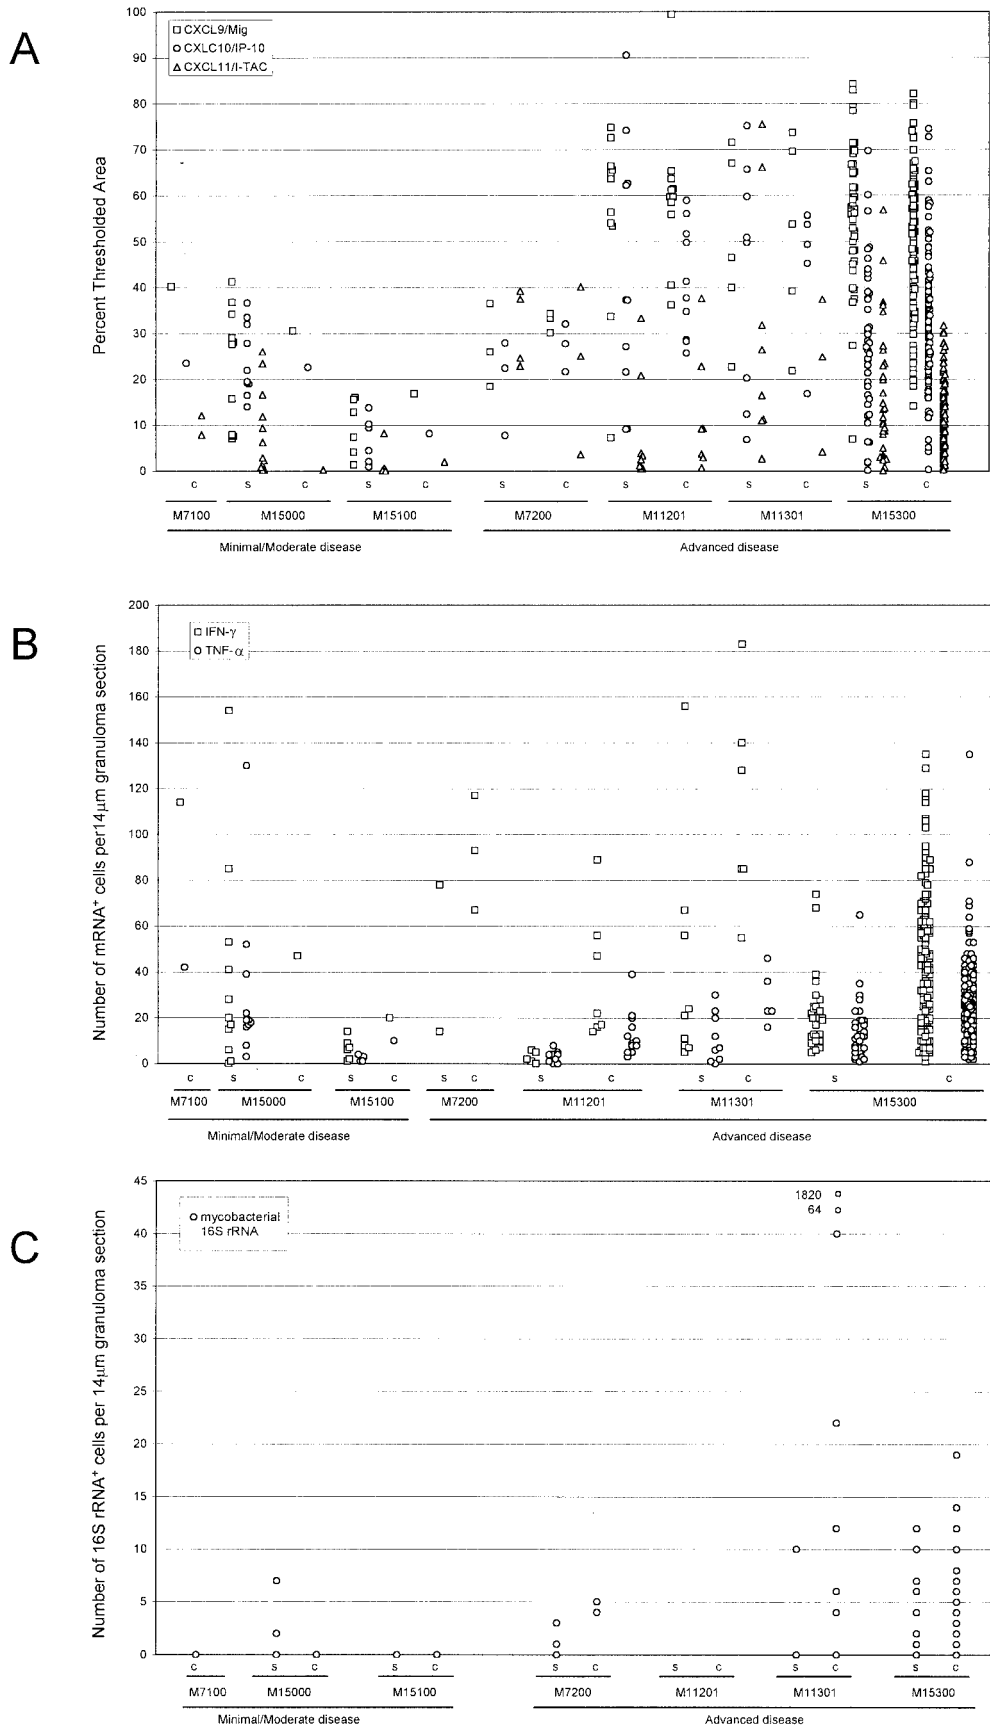 A
Percent Thresholded Area
100
90
80
70
60
50
40
30
20
10
0
CXCL9/Mig
CXLC10/IP-10
CXCL11/I-TAC
c s c s c s c s c s c s c
M7100 M15000 M15100 M7200 M11201 M11301 M15300
Minimal/Moderate disease Advanced disease
B
Number of mRNA+ cells per14μm granuloma section
200
180
160
140
120
100
80
60
40
20
0
IFN-γ
TNF- α
c s c s c s c s c s c s c
M7100 M15000 M15100 M7200 M11201 M11301 M15300
Minimal/Moderate disease Advanced disease
C
Number of 16S rRNA+ cells per 14μm granuloma section
45
40
35
30
25
20
15
10
5
0
mycobacterial
16S rRNA
1820
64
c s c s c s c s c s c s c
M7100 M15000 M15100 M7200 M11201 M11301 M15300
Minimal/Moderate disease Advanced disease